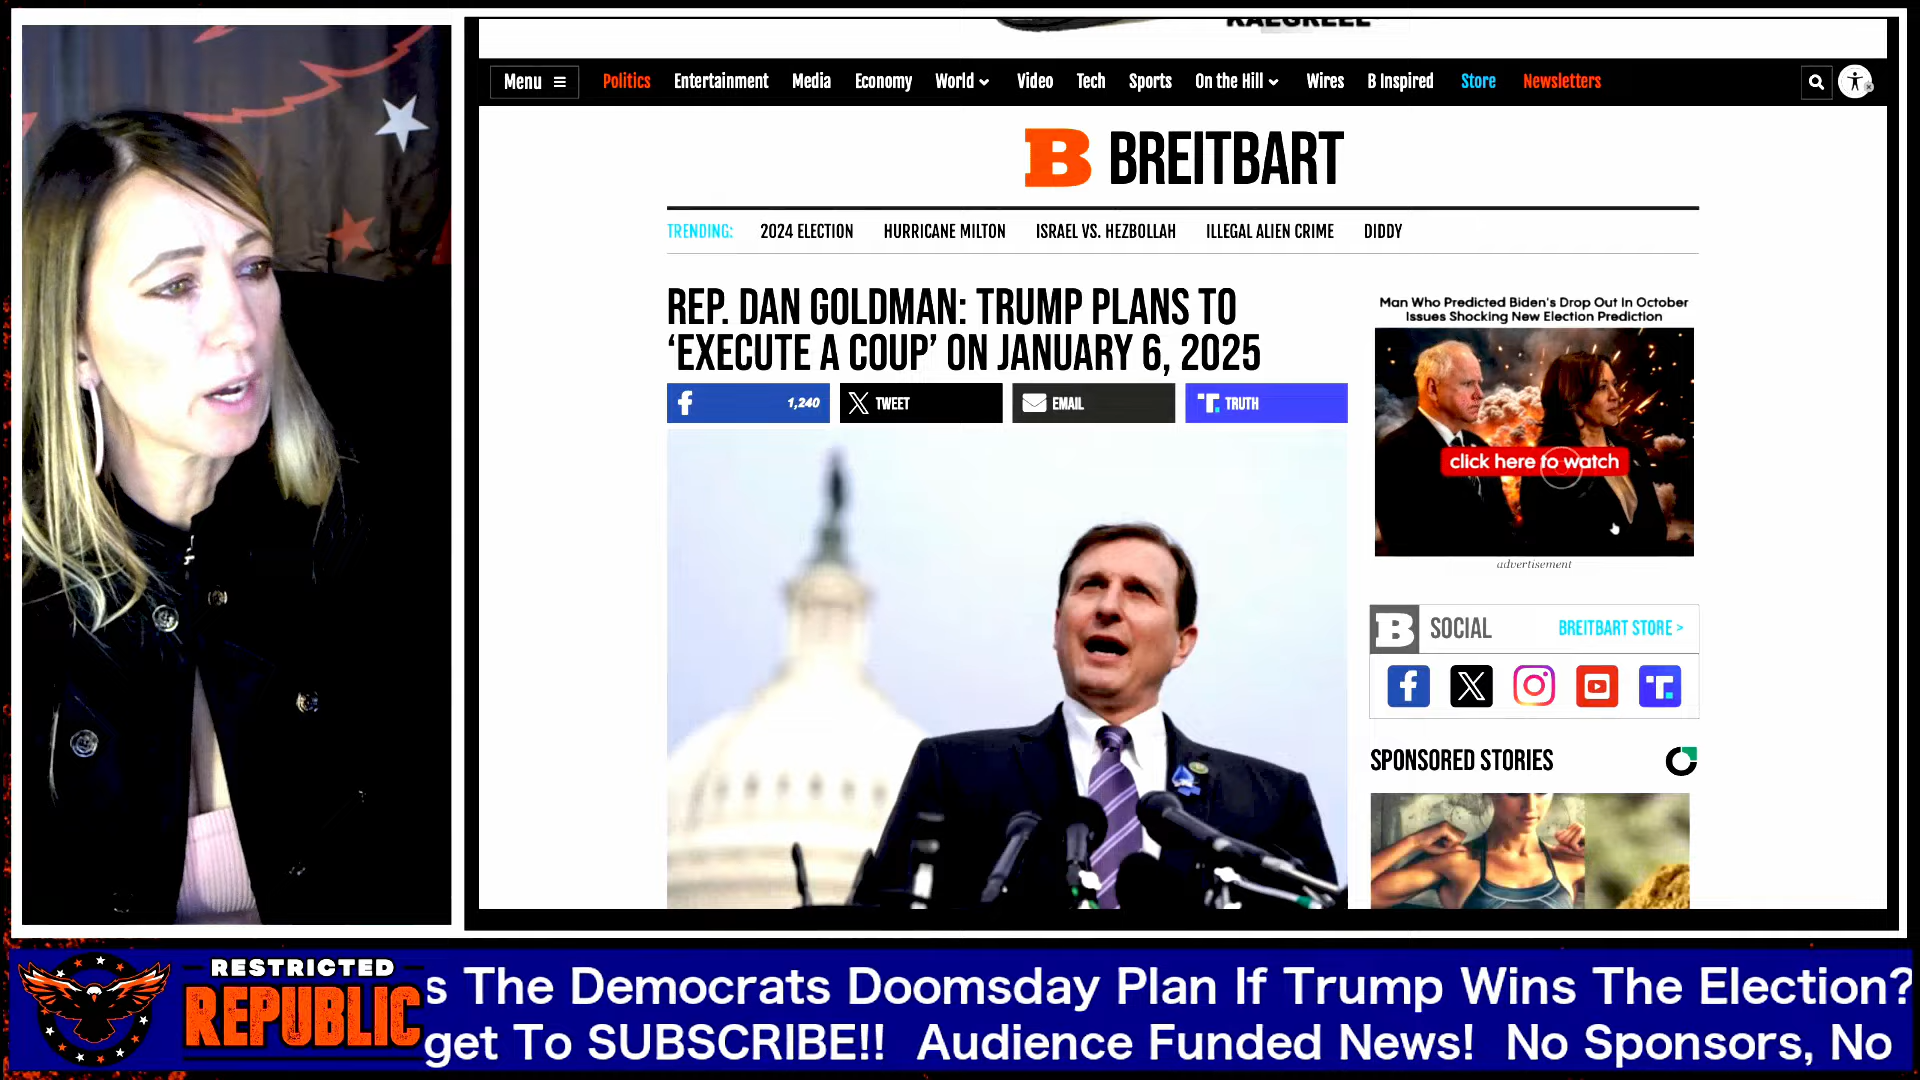 KAEGREEL
Menu
Politics
Entertainment
Media
Economy
World
Video
Tech
Sports
On the Hill
Wires
B Inspired
Store
Newsletters
B BREITBART
TRENDING:
2024 ELECTION
HURRICANE MILTON
ISRAEL VS. HEZBOLLAH
ILLEGAL ALIEN CRIME
DIDDY
REP. DAN GOLDMAN: TRUMP PLANS TO
‘EXECUTE A COUP’ ON JANUARY 6, 2025
1,240
TWEET
EMAIL
TRUTH
Man Who Predicted Biden's Drop Out In October
Issues Shocking New Election Prediction
click here to watch
advertisement
B SOCIAL
BREITBART STORE >
SPONSORED STORIES
RESTRICTED
REPUBLIC
s The Democrats Doomsday Plan If Trump Wins The Election?
get To SUBSCRIBE!! Audience Funded News! No Sponsors, No